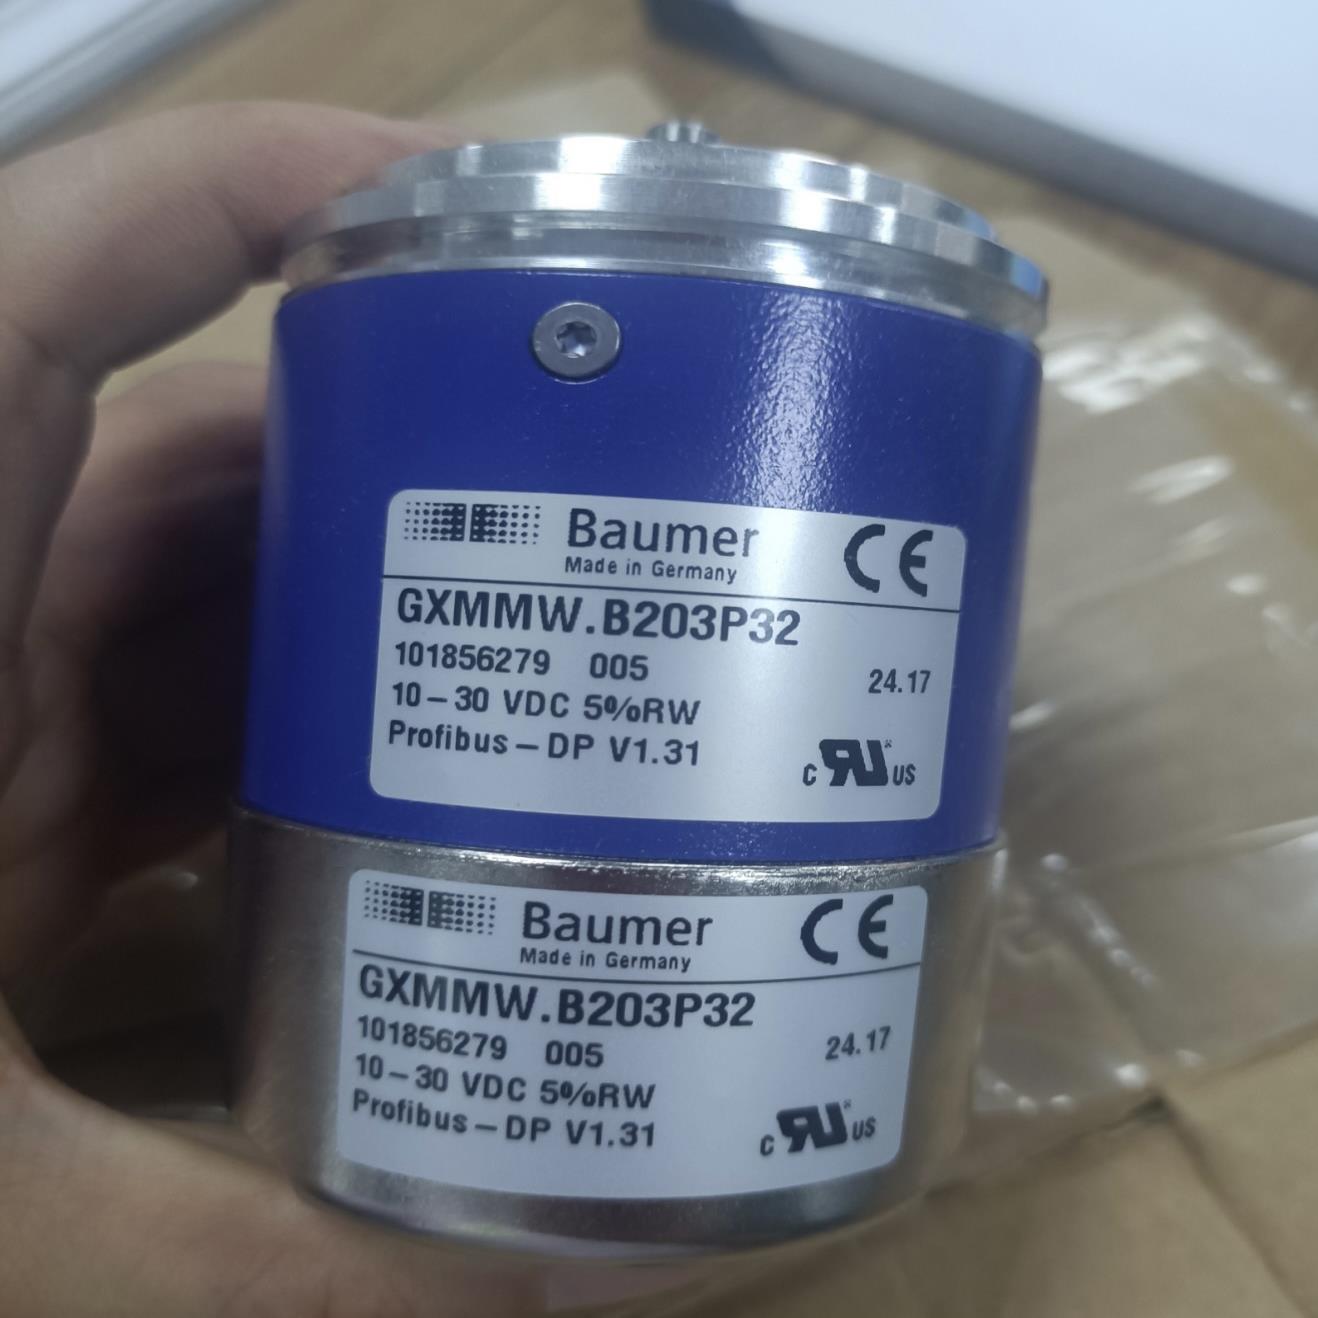 Baumer CE
Made in Germany
GXMMW.B203P32
101856279 005 24.17
10-30 VDC 5%RW
Profibus-DP V1.31
C RU US
Baumer CE
Made in Germany
GXMMW.B203P32
101856279 005 24.17
10-30 VDC 5%RW
Profibus-DP V1.31
C RU US